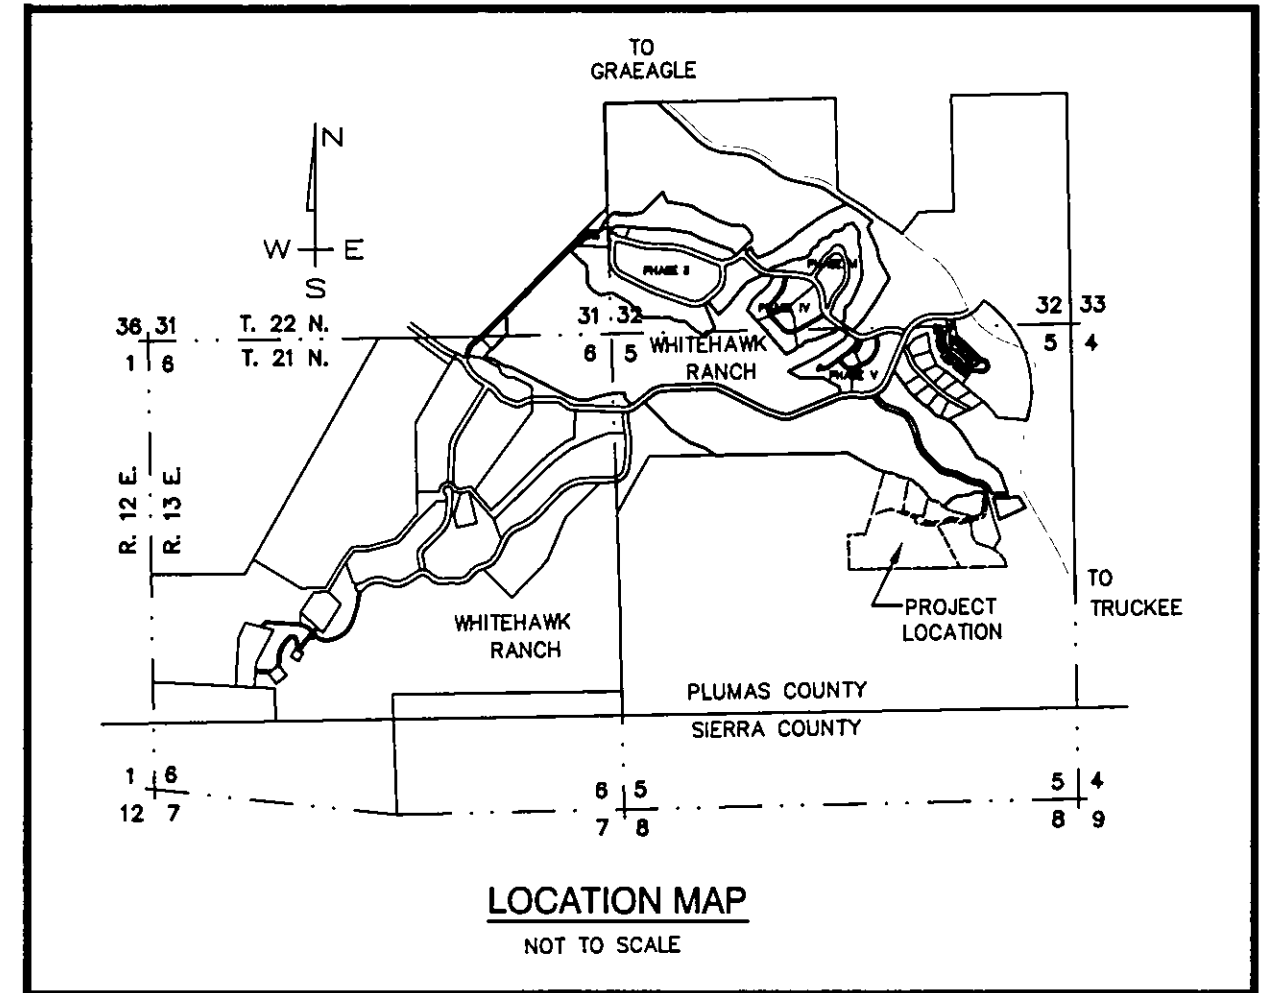 TO
GRAEAGLE
N
W E
S
PHASE II
PHASE VI
PHASE IV
36 31
T. 22 N.
31 32
32 33
1 6
T. 21 N.
6 5
5 4
WHITEHAWK
RANCH
PHASE V
R. 12 E.
R. 13 E.
TO
TRUCKEE
PROJECT
LOCATION
WHITEHAWK
RANCH
PLUMAS COUNTY
SIERRA COUNTY
1 6
12 7
6 5
7 8
5 4
8 9
LOCATION MAP
NOT TO SCALE